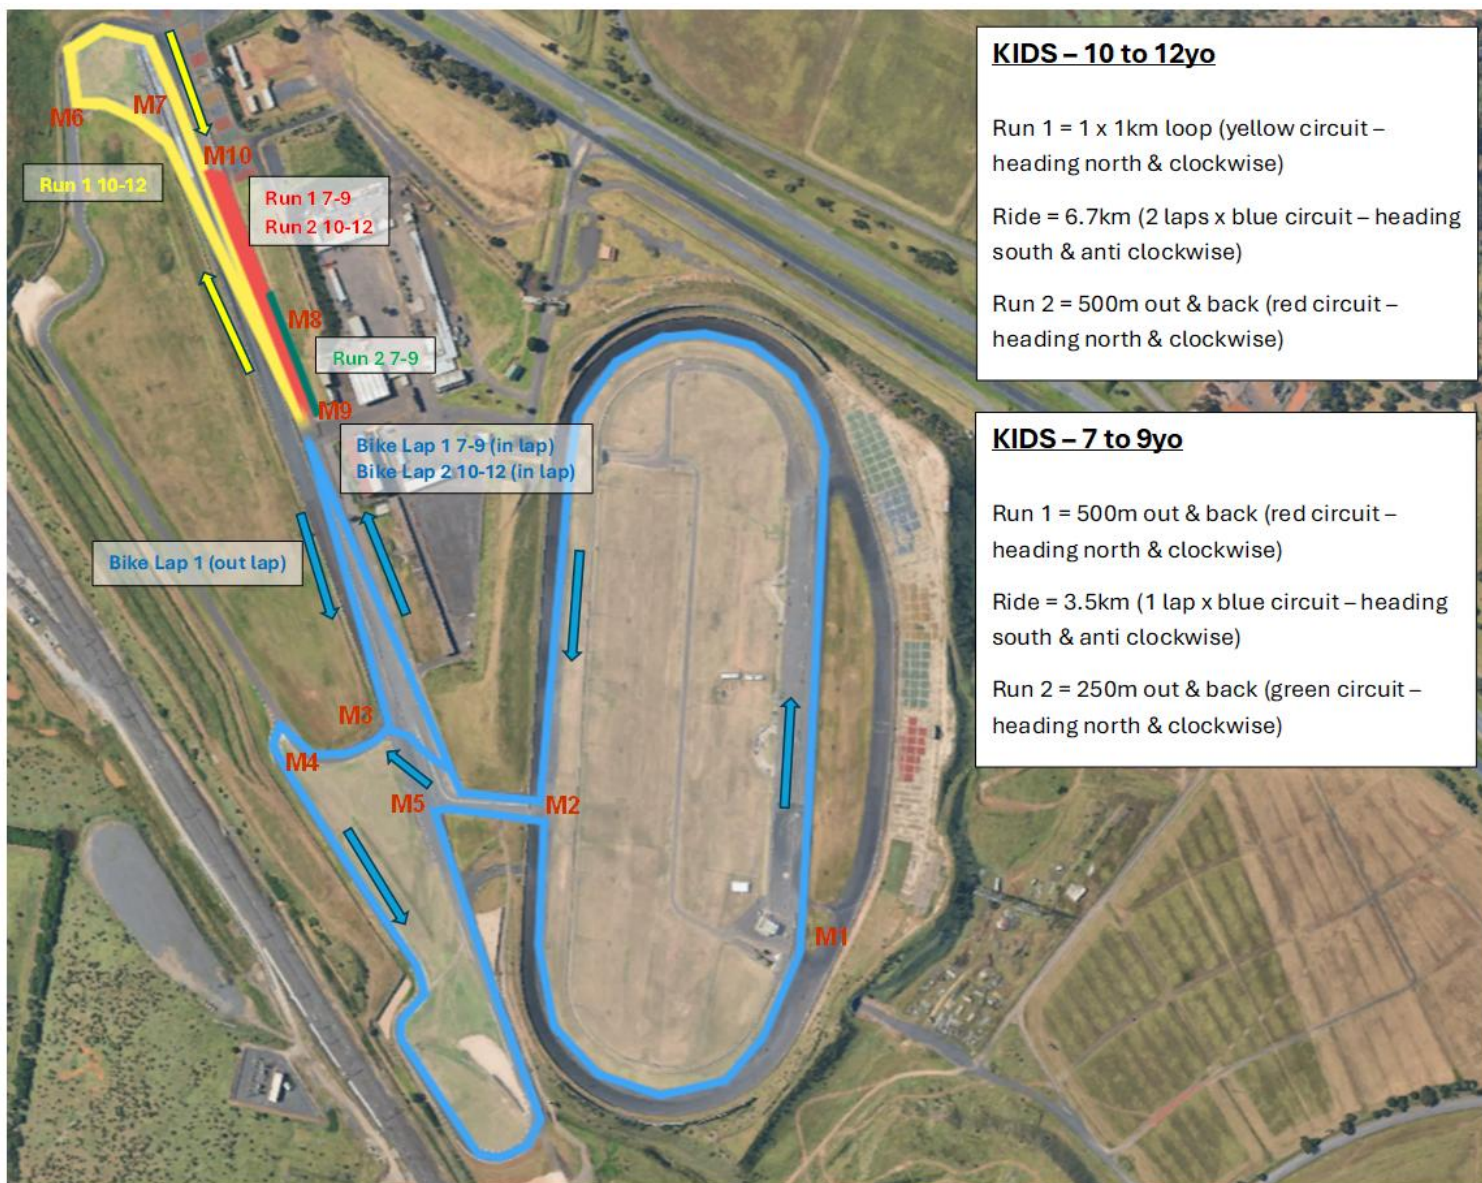 KIDS – 10 to 12yo
Run 1 = 1 x 1km loop (yellow circuit –
heading north & clockwise)
Ride = 6.7km (2 laps x blue circuit – heading
south & anti clockwise)
Run 2 = 500m out & back (red circuit –
heading north & clockwise)
KIDS – 7 to 9yo
Run 1 = 500m out & back (red circuit –
heading north & clockwise)
Ride = 3.5km (1 lap x blue circuit – heading
south & anti clockwise)
Run 2 = 250m out & back (green circuit –
heading north & clockwise)
M6
M7
M10
Run 1 10-12
Run 1 7-9
Run 2 10-12
M8
Run 2 7-9
M9
Bike Lap 1 7-9 (in lap)
Bike Lap 2 10-12 (in lap)
Bike Lap 1 (out lap)
M3
M4
M5
M2
M1